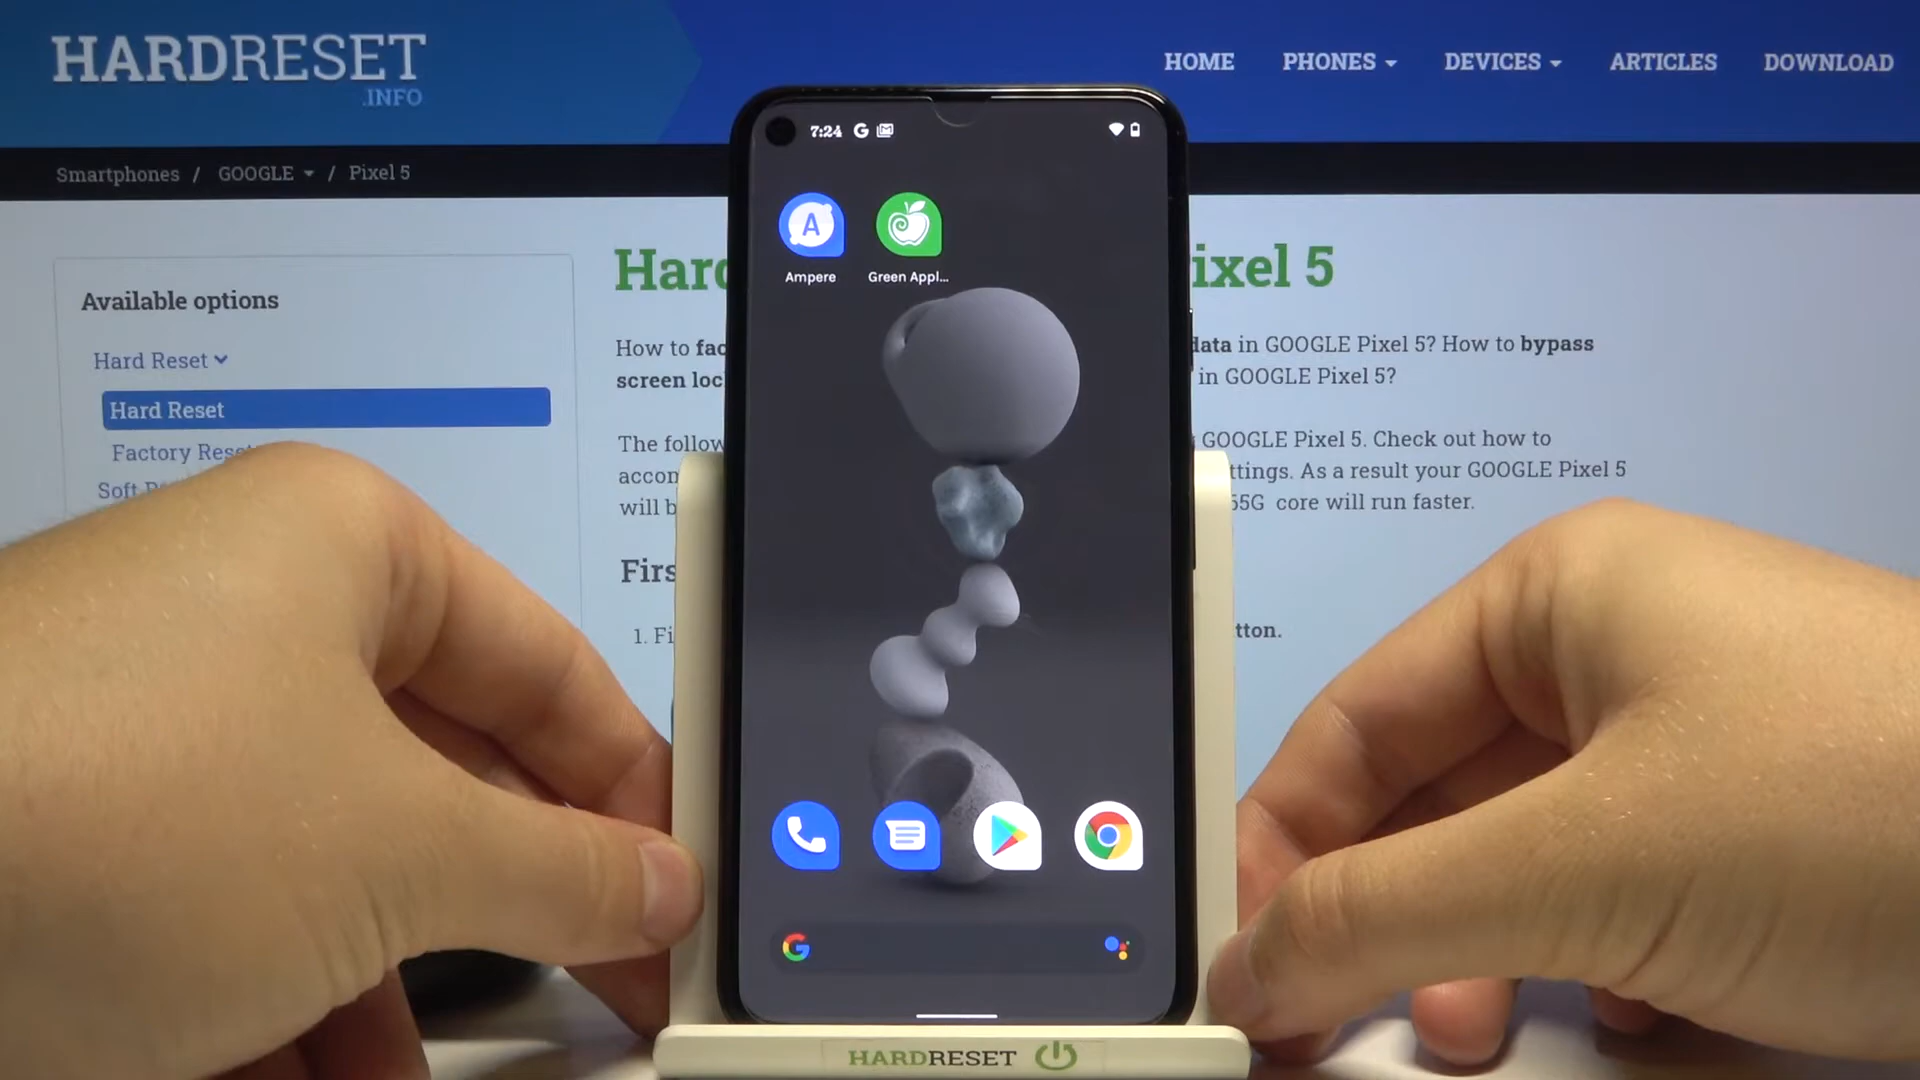 HARDRESET
.INFO
HOME PHONES DEVICES ARTICLES DOWNLOAD
Smartphones / GOOGLE / Pixel 5
7:24
Ampere Green Appl...
Available options
Hard Reset
Hard Reset
Factory Rese
Soft
Hard ixel 5
How to fac data in GOOGLE Pixel 5? How to bypass
screen loc in GOOGLE Pixel 5?
The follow GOOGLE Pixel 5. Check out how to
accom ttings. As a result your GOOGLE Pixel 5
will b 65G core will run faster.
Firs
1. Fi tton.
HARDRESET